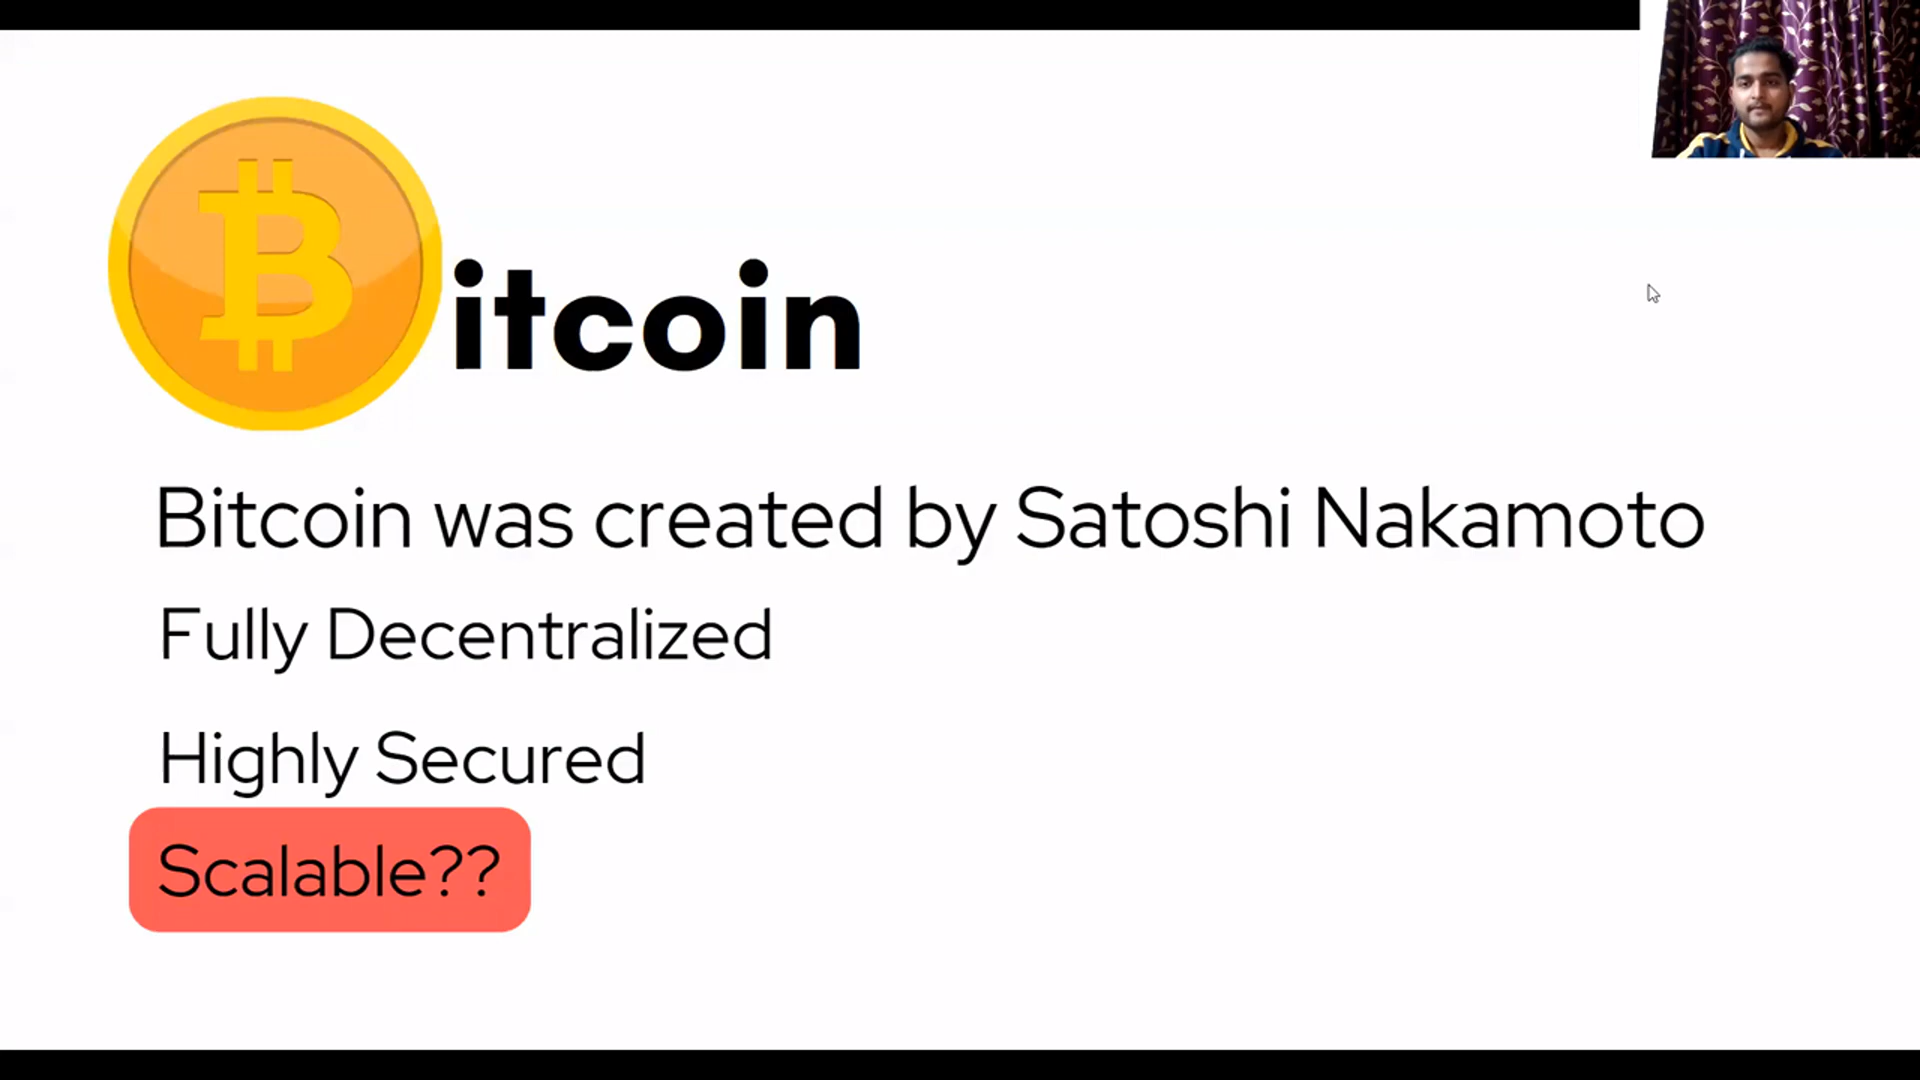 Bitcoin
Bitcoin was created by Satoshi Nakamoto
Fully Decentralized
Highly Secured
Scalable??